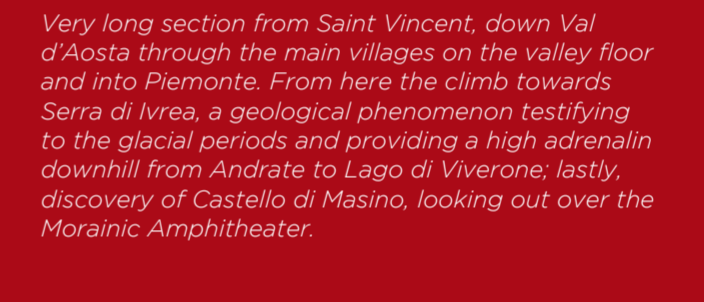 Very long section from Saint Vincent, down Val
d’Aosta through the main villages on the valley floor
and into Piemonte. From here the climb towards
Serra di Ivrea, a geological phenomenon testifying
to the glacial periods and providing a high adrenalin
downhill from Andrate to Lago di Viverone; lastly,
discovery of Castello di Masino, looking out over the
Morainic Amphitheater.